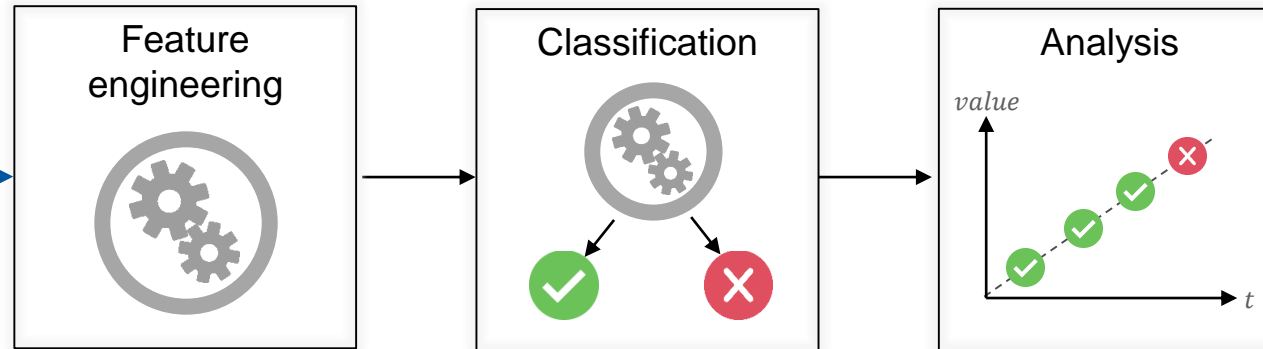 Feature
engineering
Classification
Analysis
value
t